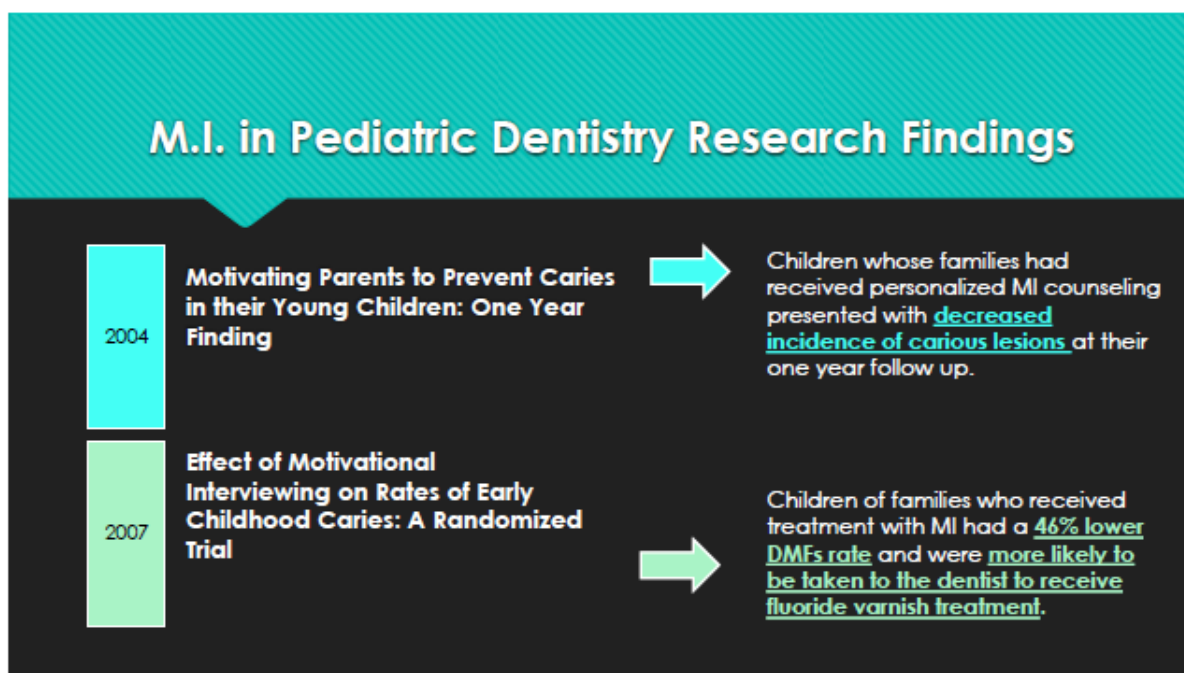 M.I. in Pediatric Dentistry Research Findings
2004
Motivating Parents to Prevent Caries
in their Young Children: One Year
Finding
Children whose families had
received personalized MI counseling
presented with decreased
incidence of carious lesions at their
one year follow up.
2007
Effect of Motivational
Interviewing on Rates of Early
Childhood Caries: A Randomized
Trial
Children of families who received
treatment with MI had a 46% lower
DMFs rate and were more likely to
be taken to the dentist to receive
fluoride varnish treatment.